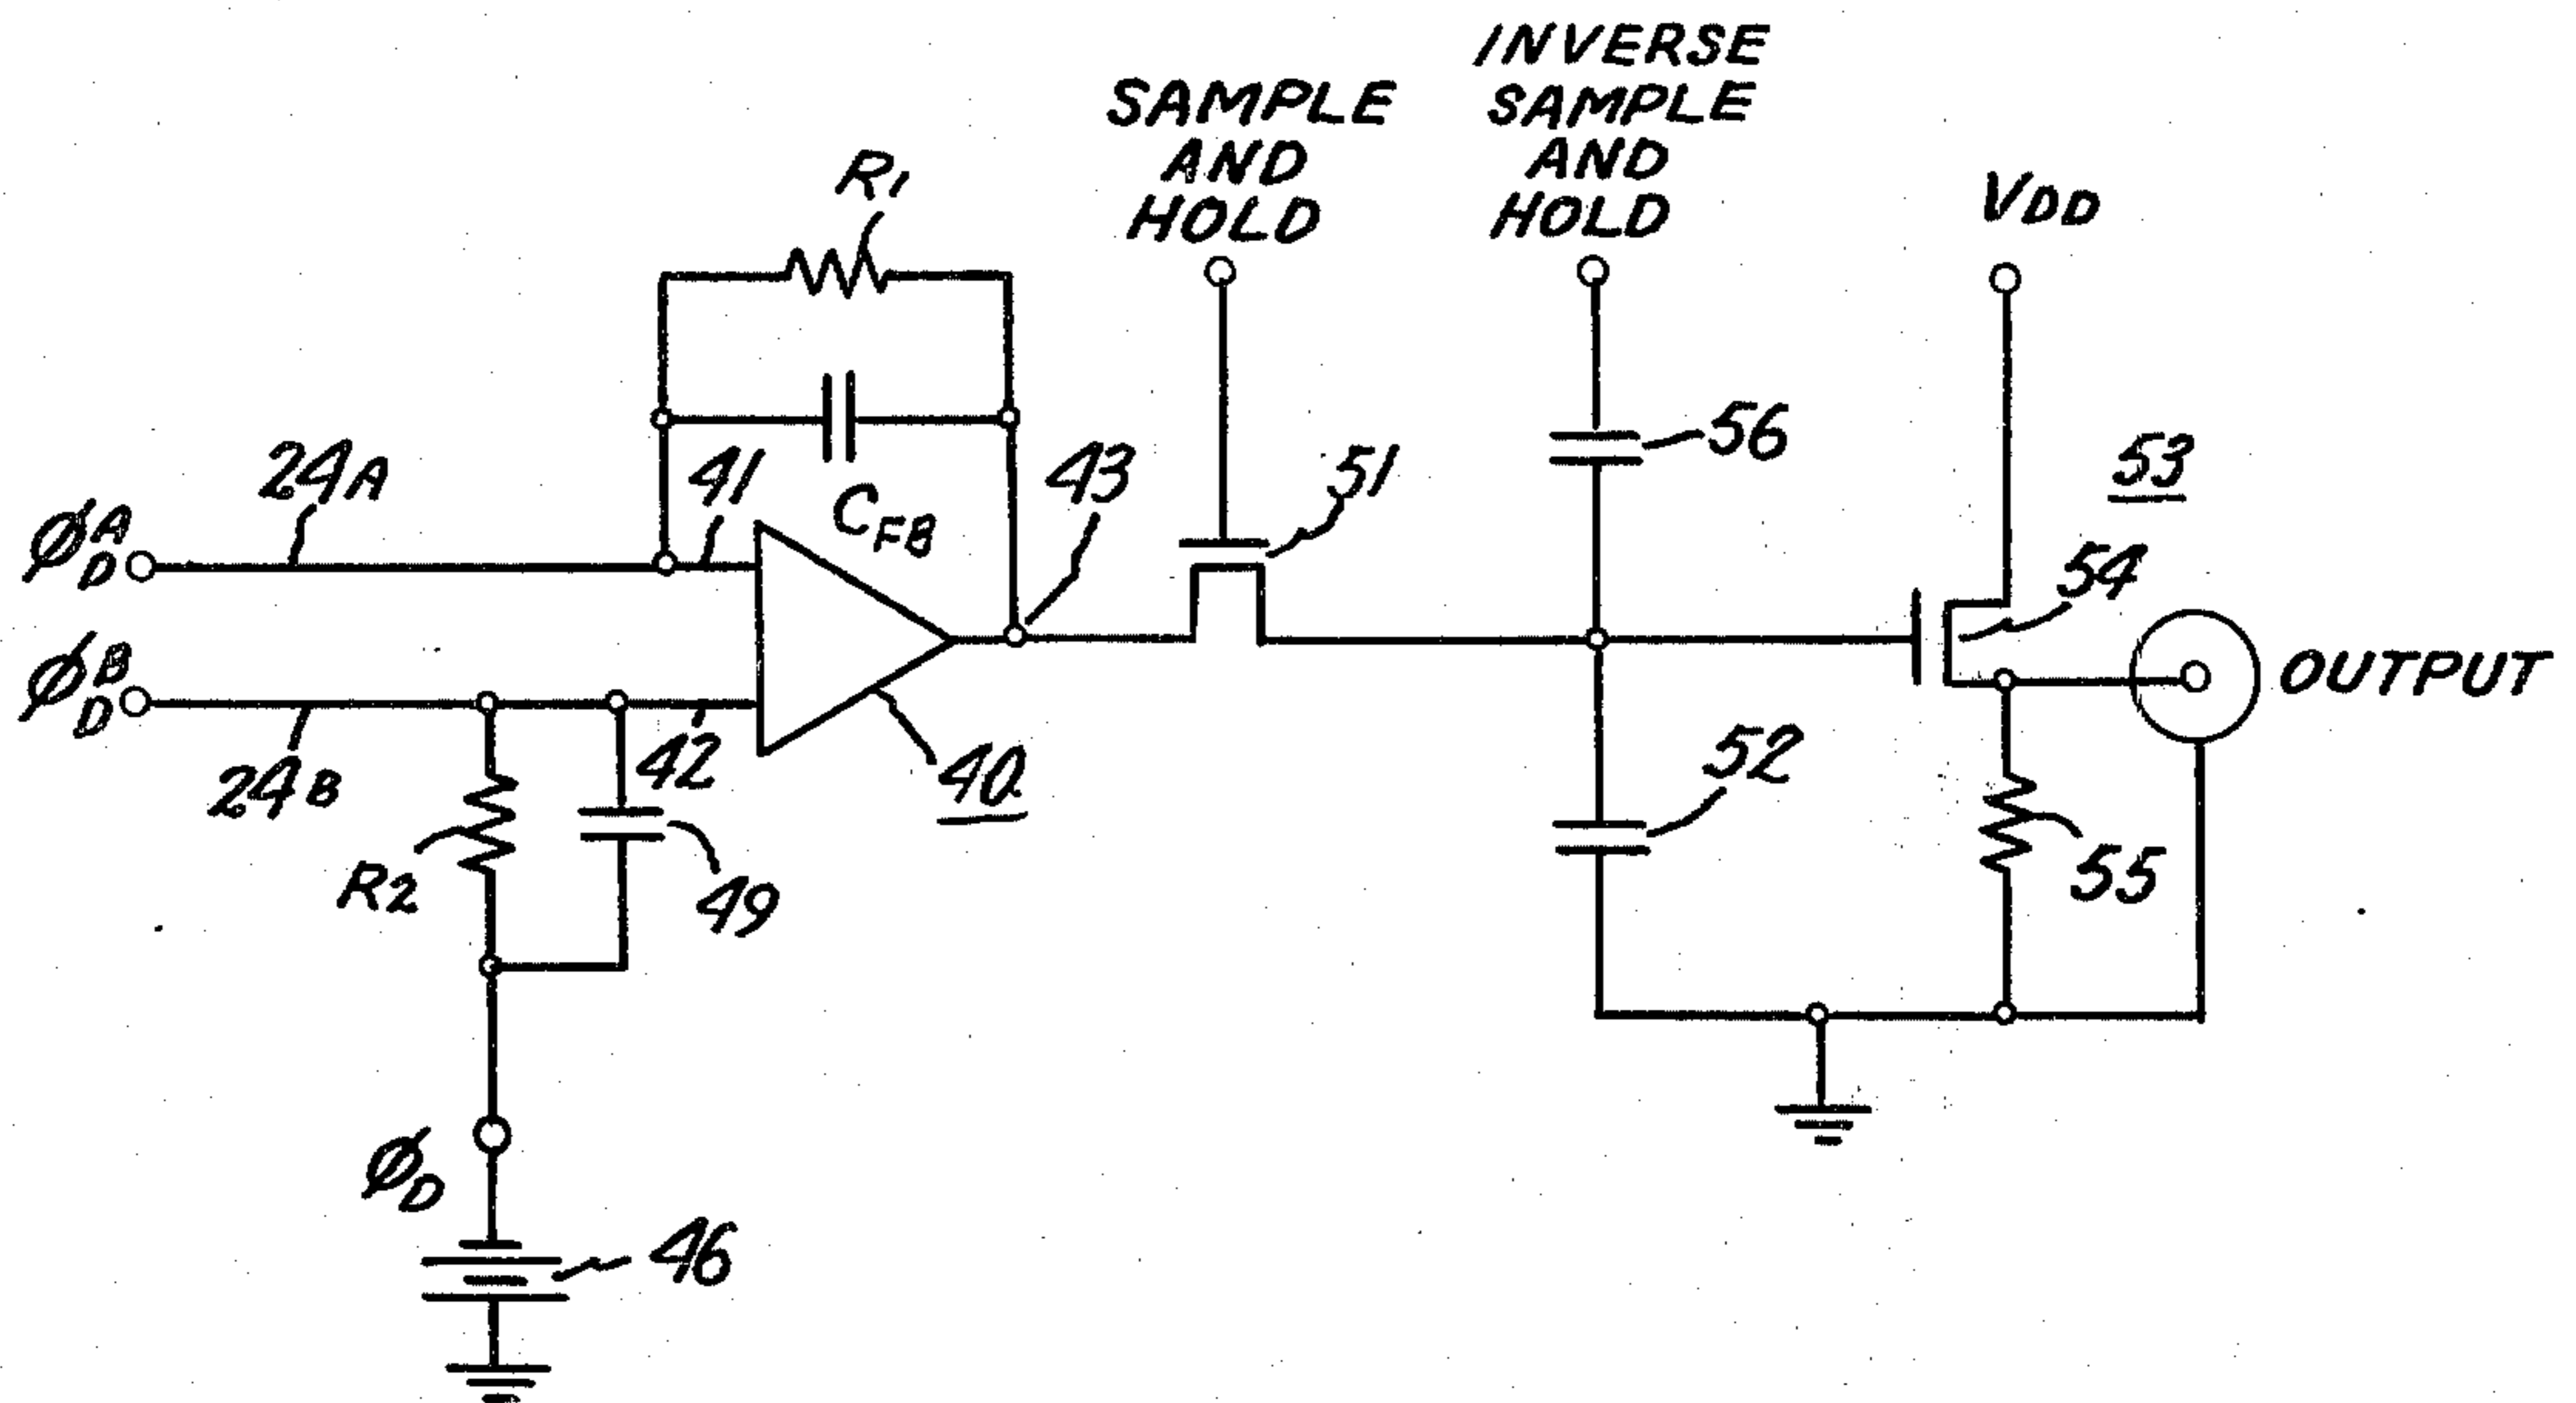 INVERSE
SAMPLE
AND
HOLD
SAMPLE
AND
HOLD
VDD
R1
CFB
24A
41
43
51
56
53
54
ϕAD
ϕBD
OUTPUT
24B
42
40
52
55
R2
49
ϕD
46